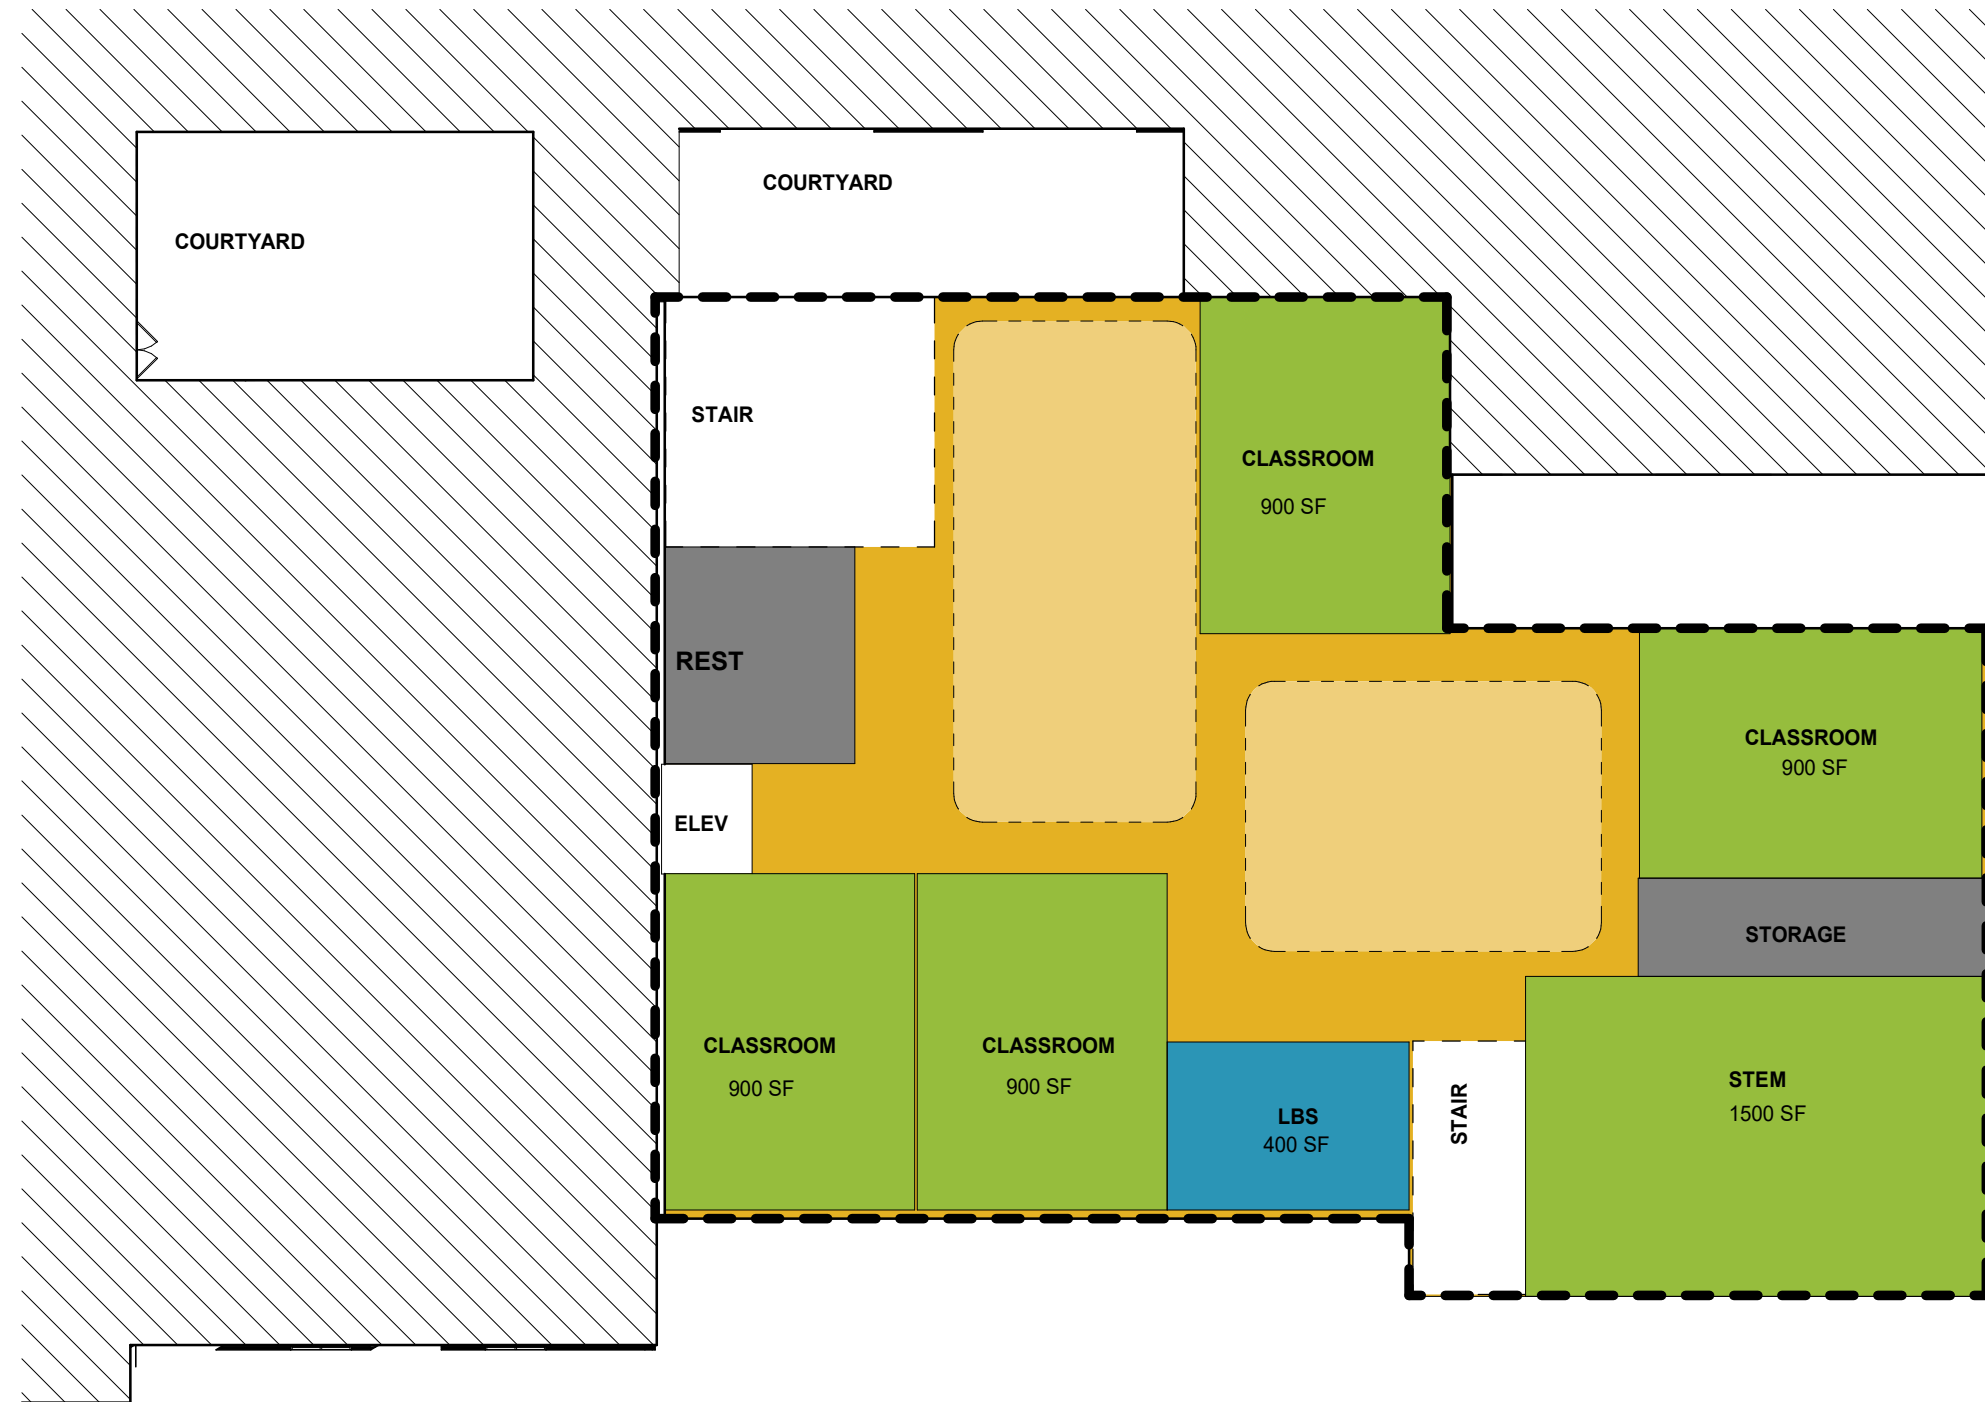 COURTYARD
COURTYARD
STAIR
CLASSROOM
900 SF
REST
CLASSROOM
900 SF
ELEV
STORAGE
CLASSROOM
900 SF
CLASSROOM
900 SF
LBS
400 SF
STAIR
STEM
1500 SF